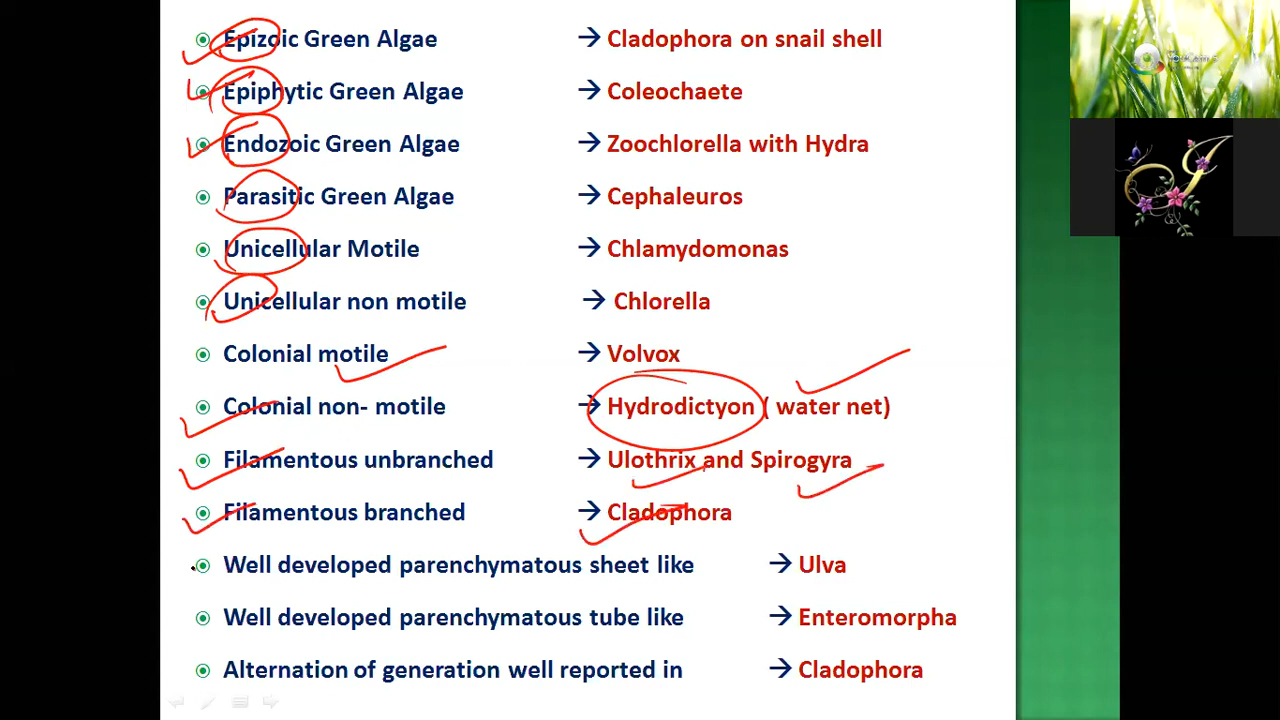 Epizoic Green Algae → Cladophora on snail shell
Epiphytic Green Algae → Coleochaete
Endozoic Green Algae → Zoochlorella with Hydra
Parasitic Green Algae → Cephaleuros
Unicellular Motile → Chlamydomonas
Unicellular non motile → Chlorella
Colonial motile → Volvox
Colonial non- motile → Hydrodictyon ( water net)
Filamentous unbranched → Ulothrix and Spirogyra
Filamentous branched → Cladophora
Well developed parenchymatous sheet like → Ulva
Well developed parenchymatous tube like → Enteromorpha
Alternation of generation well reported in → Cladophora